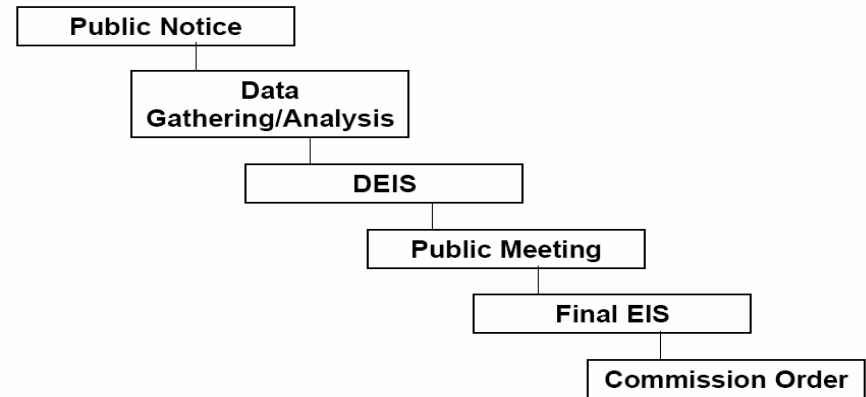 Public Notice
Data
Gathering/Analysis
DEIS
Public Meeting
Final EIS
Commission Order